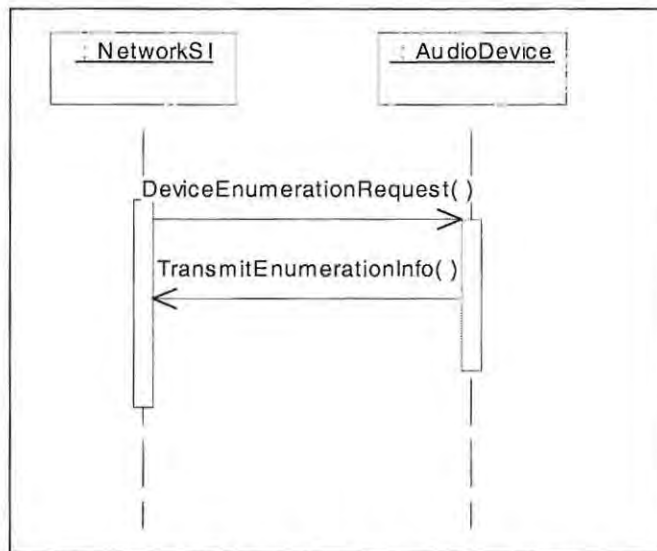 : NetworkSI
: AudioDevice
DeviceEnumerationRequest( )
TransmitEnumerationInfo( )